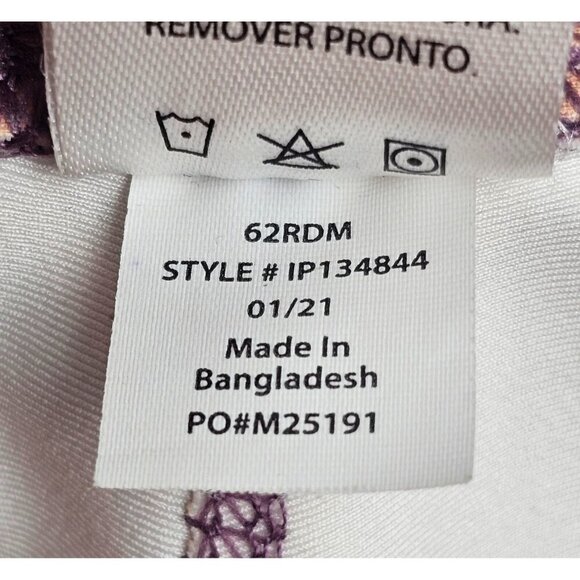 REMOVER PRONTO.
62RDM
STYLE # IP134844
01/21
Made In
Bangladesh
PO#M25191